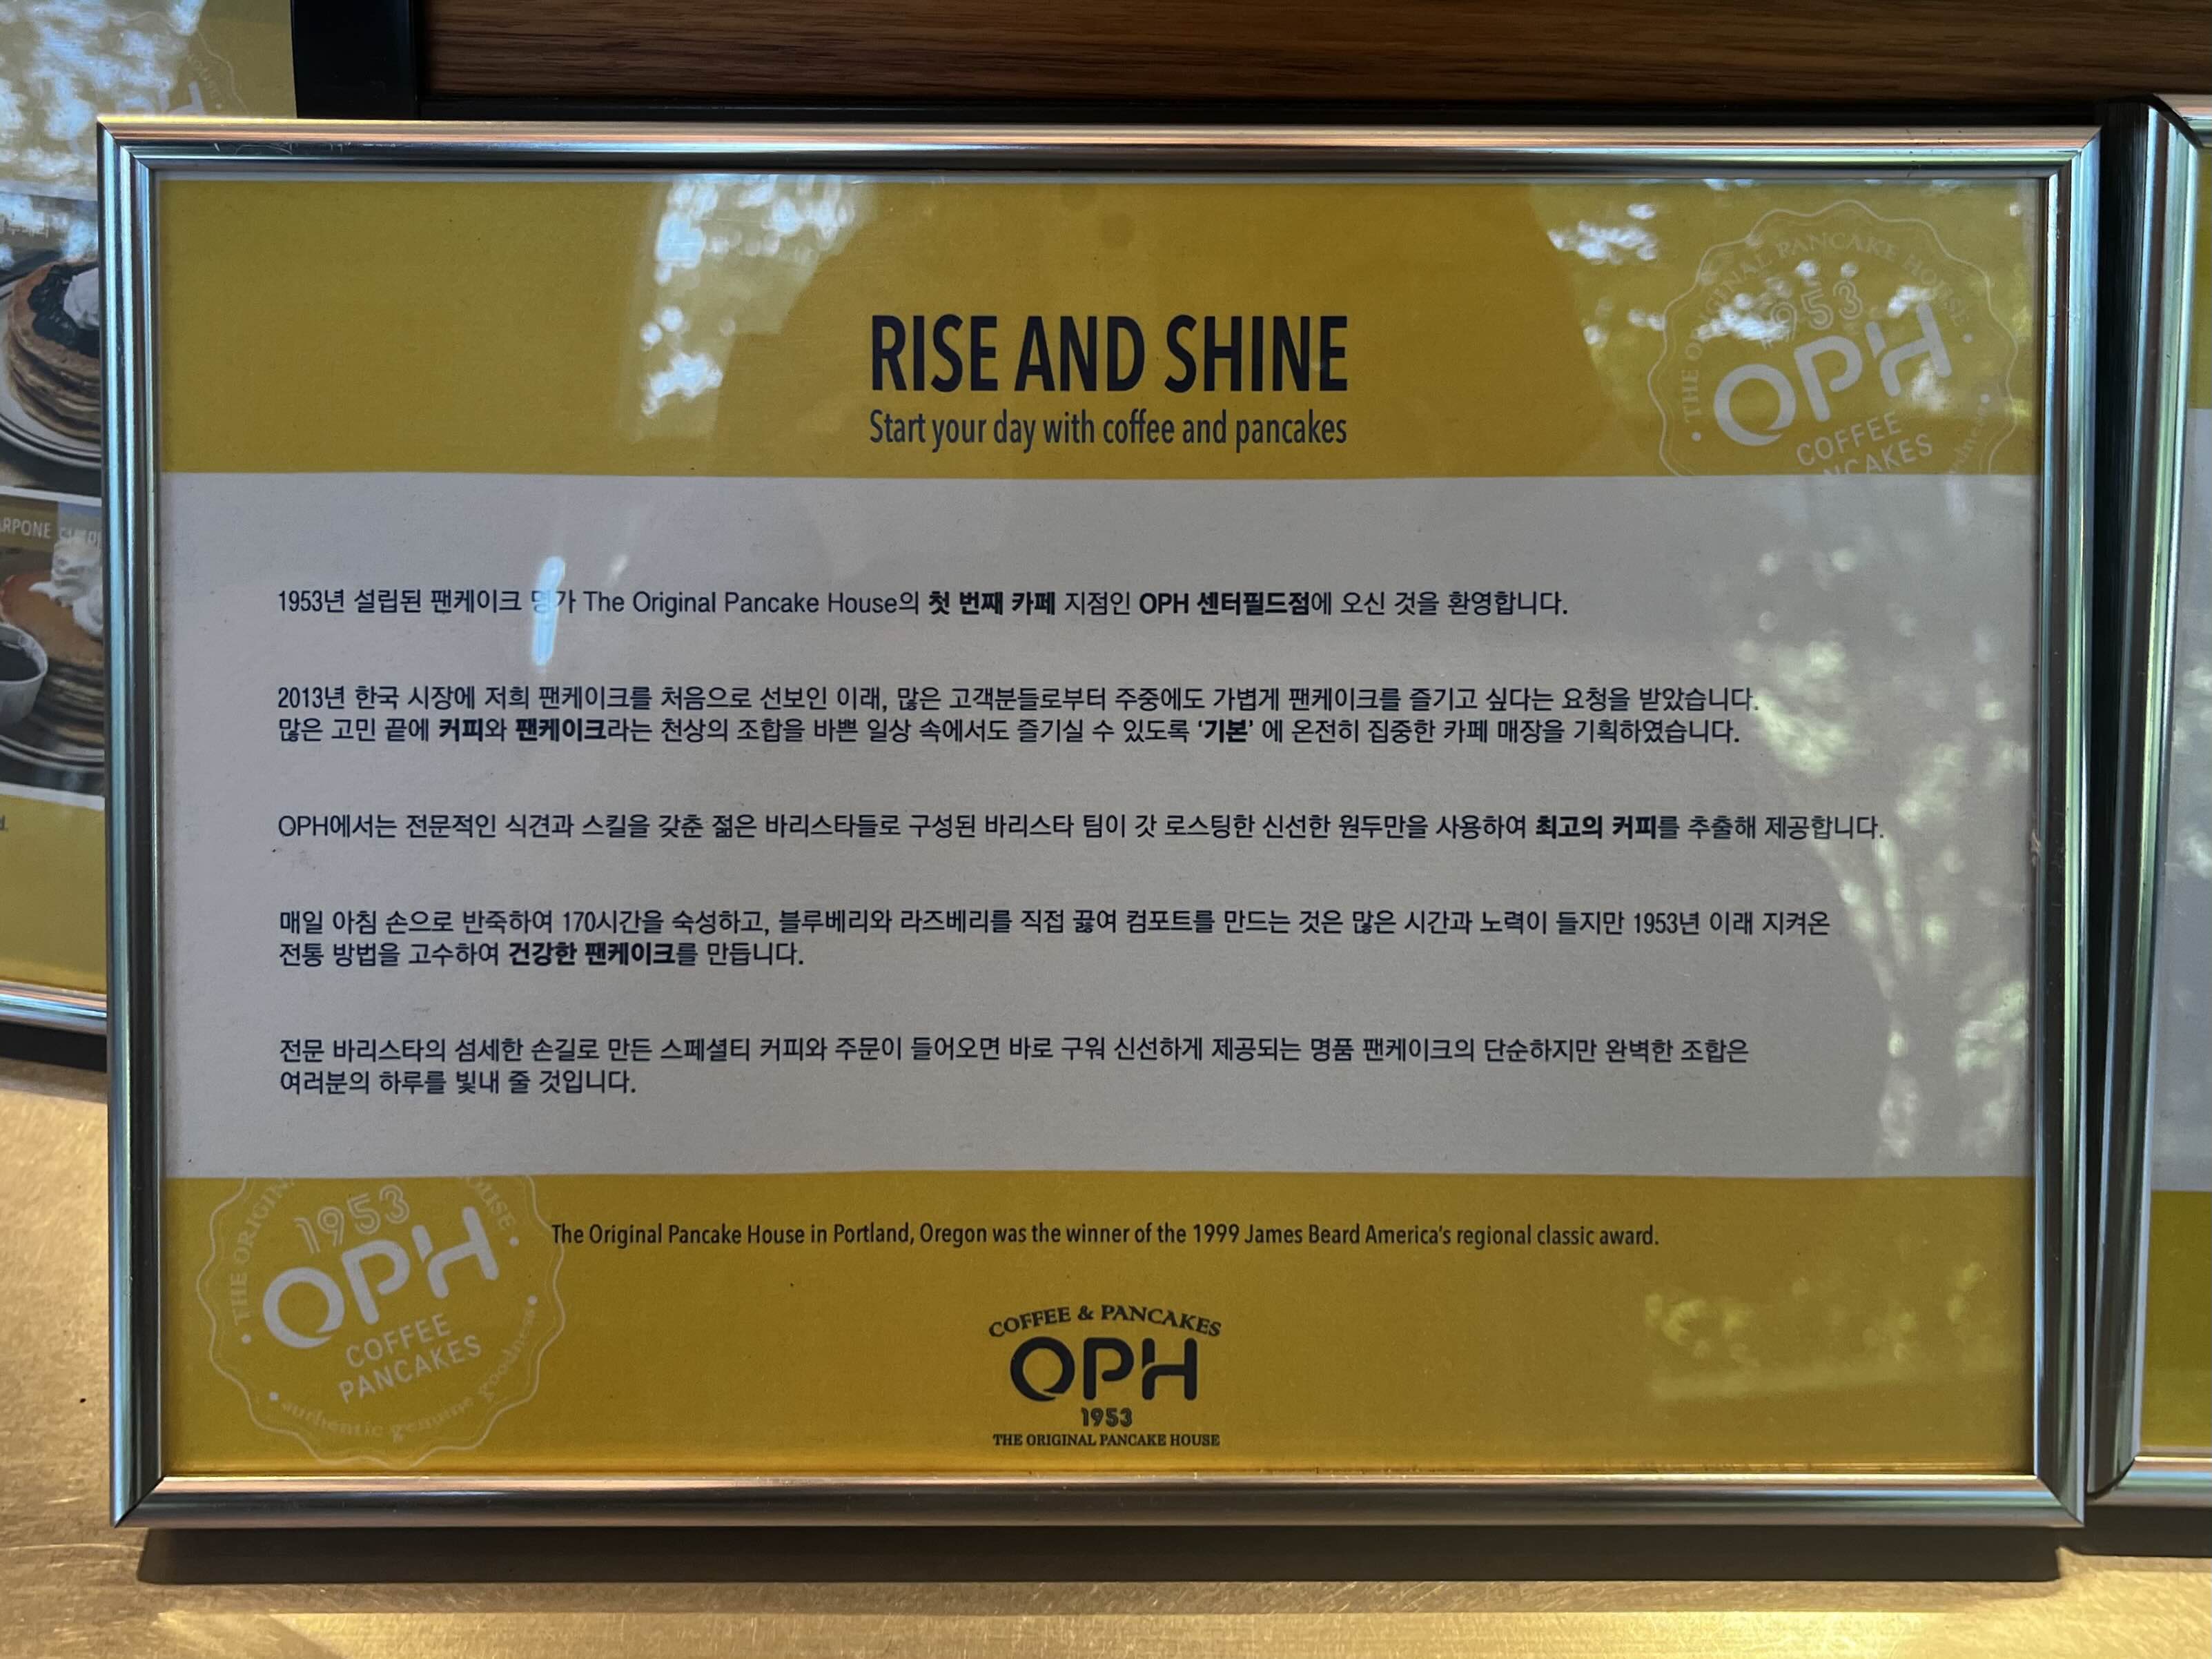 RISE AND SHINE
Start your day with coffee and pancakes
THE ORIGINAL PANCAKE HOUSE
1953
OPH
COFFEE
PANCAKES
1953년 설립된 팬케이크 명가 The Original Pancake House의 첫 번째 카페 지점인 OPH 센터필드점에 오신 것을 환영합니다.
2013년 한국 시장에 저희 팬케이크를 처음으로 선보인 이래, 많은 고객분들로부터 주중에도 가볍게 팬케이크를 즐기고 싶다는 요청을 받았습니다.
많은 고민 끝에 커피와 팬케이크라는 천상의 조합을 바쁜 일상 속에서도 즐기실 수 있도록 ‘기본’ 에 온전히 집중한 카페 매장을 기획하였습니다.
OPH에서는 전문적인 식견과 스킬을 갖춘 젊은 바리스타들로 구성된 바리스타 팀이 갓 로스팅한 신선한 원두만을 사용하여 최고의 커피를 추출해 제공합니다.
매일 아침 손으로 반죽하여 170시간을 숙성하고, 블루베리와 라즈베리를 직접 끓여 컴포트를 만드는 것은 많은 시간과 노력이 들지만 1953년 이래 지켜온
전통 방법을 고수하여 건강한 팬케이크를 만듭니다.
전문 바리스타의 섬세한 손길로 만든 스페셜티 커피와 주문이 들어오면 바로 구워 신선하게 제공되는 명품 팬케이크의 단순하지만 완벽한 조합은
여러분의 하루를 빛내 줄 것입니다.
1953
OPH
COFFEE
PANCAKES
authentic genuine goodness
The Original Pancake House in Portland, Oregon was the winner of the 1999 James Beard America's regional classic award.
COFFEE & PANCAKES
OPH
1953
THE ORIGINAL PANCAKE HOUSE